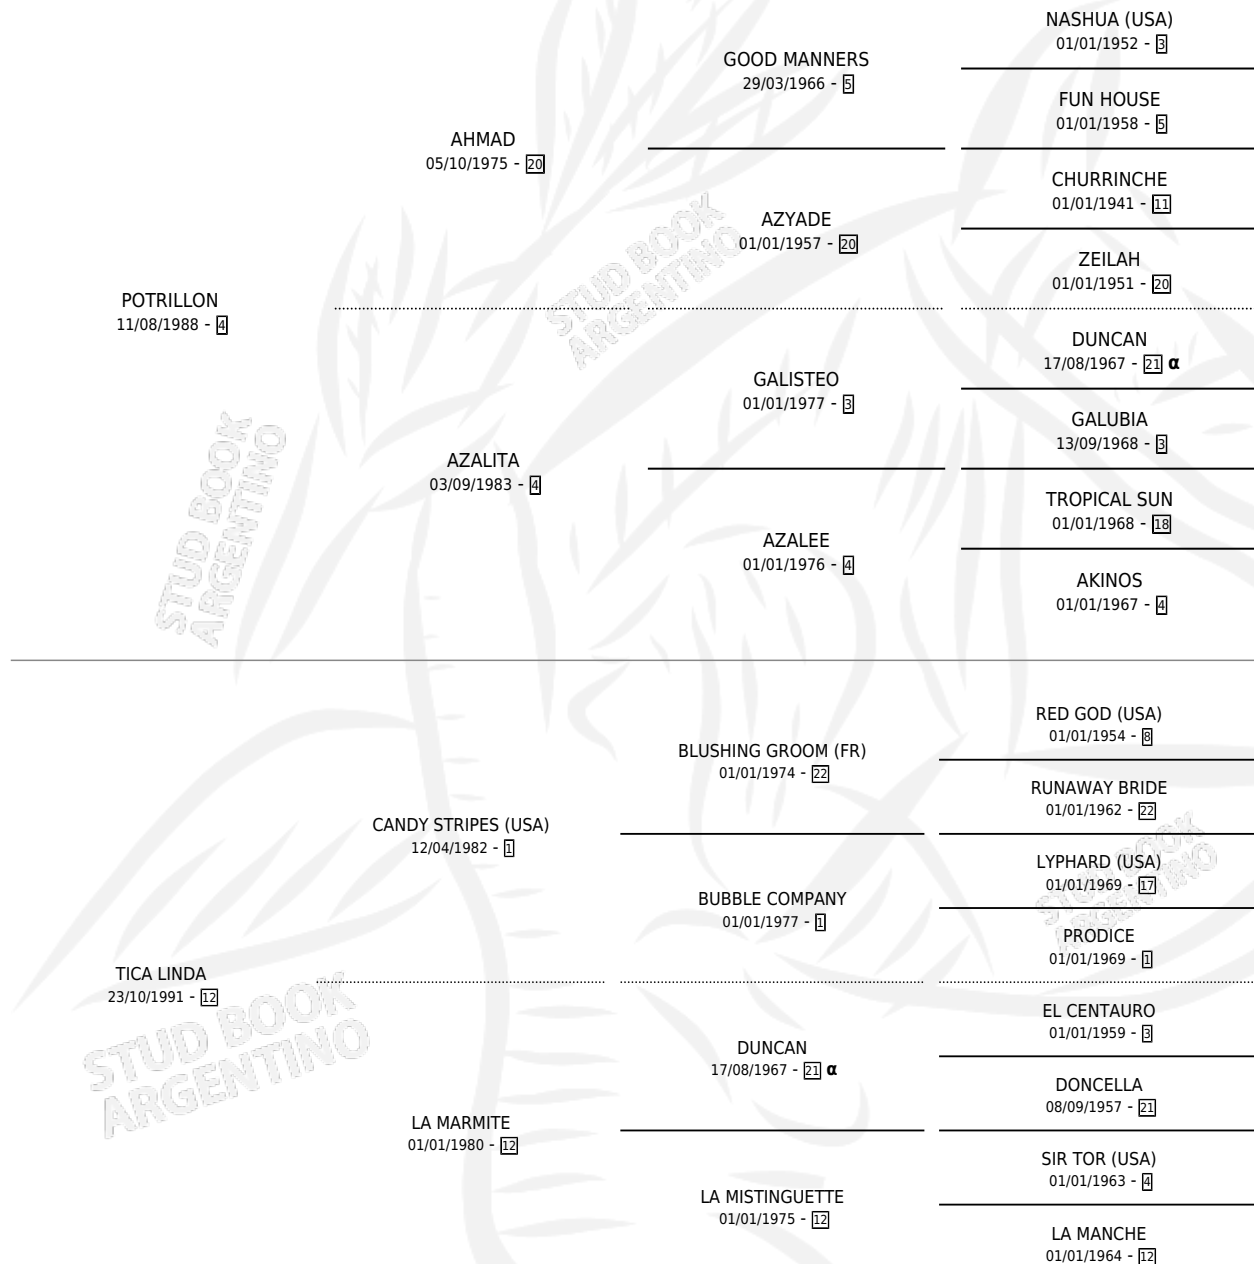 NASHUA (USA)
01/01/1952 - 3
GOOD MANNERS
29/03/1966 - 5
FUN HOUSE
01/01/1958 - 5
AHMAD
05/10/1975 - 20
CHURRINCHE
01/01/1941 - 11
AZYADE
01/01/1957 - 20
ZEILAH
01/01/1951 - 20
POTRILLON
11/08/1988 - 4
DUNCAN
17/08/1967 - 21 α
GALISTEO
01/01/1977 - 3
GALUBIA
13/09/1968 - 3
AZALITA
03/09/1983 - 4
TROPICAL SUN
01/01/1968 - 18
AZALEE
01/01/1976 - 4
AKINOS
01/01/1967 - 4
STUD BOOK
ARGENTINO
STUD BOOK
ARGENTINO
RED GOD (USA)
01/01/1954 - 8
BLUSHING GROOM (FR)
01/01/1974 - 22
RUNAWAY BRIDE
01/01/1962 - 22
CANDY STRIPES (USA)
12/04/1982 - 1
LYPHARD (USA)
01/01/1969 - 17
BUBBLE COMPANY
01/01/1977 - 1
PRODICE
01/01/1969 - 1
STUD BOOK
ARGENTINO
TICA LINDA
23/10/1991 - 12
EL CENTAURO
01/01/1959 - 3
DUNCAN
17/08/1967 - 21 α
DONCELLA
08/09/1957 - 21
LA MARMITE
01/01/1980 - 12
SIR TOR (USA)
01/01/1963 - 4
LA MISTINGUETTE
01/01/1975 - 12
LA MANCHE
01/01/1964 - 12
STUD BOOK
ARGENTINO